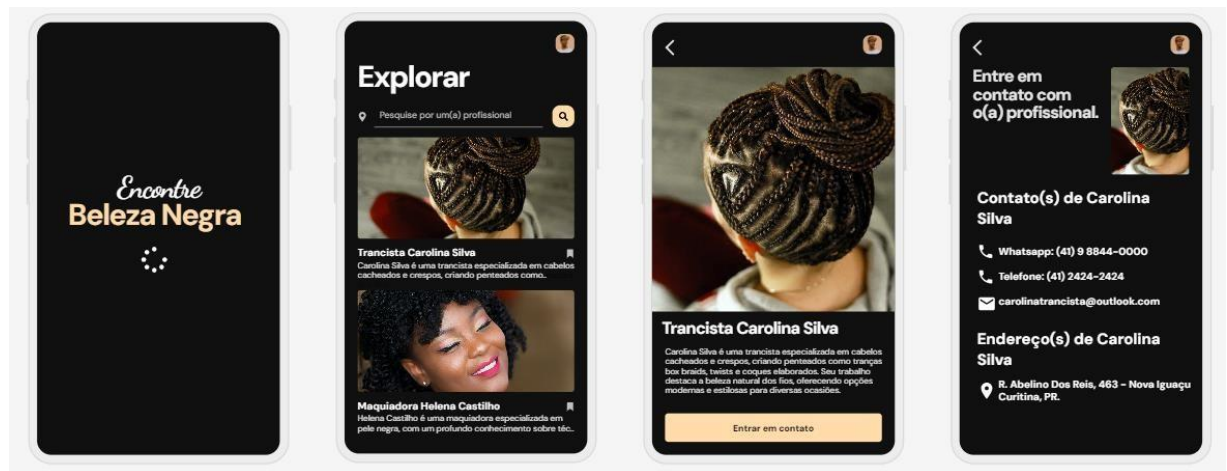 Encontre
Beleza Negra
Explorar
Pesquise por um(a) profissional
Trancista Carolina Silva
Carolina Silva é uma trancista especializada em cabelos
cacheados e crespos, criando penteados como..
Maquiadora Helena Castilho
Helena Castilho é uma maquiadora especializada em
pele negra, com um profundo conhecimento sobre téc..
Trancista Carolina Silva
Carolina Silva é uma trancista especializada em cabelos
cacheados e crespos, criando penteados como tranças
box braids, twists e coques elaborados. Seu trabalho
destaca a beleza natural dos fios, oferecendo opções
modernas e estilosas para diversas ocasiões.
Entrar em contato
Entre em
contato com
o(a) profissional.
Contato(s) de Carolina
Silva
Whatsapp: (41) 9 8844-0000
Telefone: (41) 2424-2424
carolinatrancista@outlook.com
Endereço(s) de Carolina
Silva
R. Abelino Dos Reis, 463 - Nova Iguaçu
Curitina, PR.